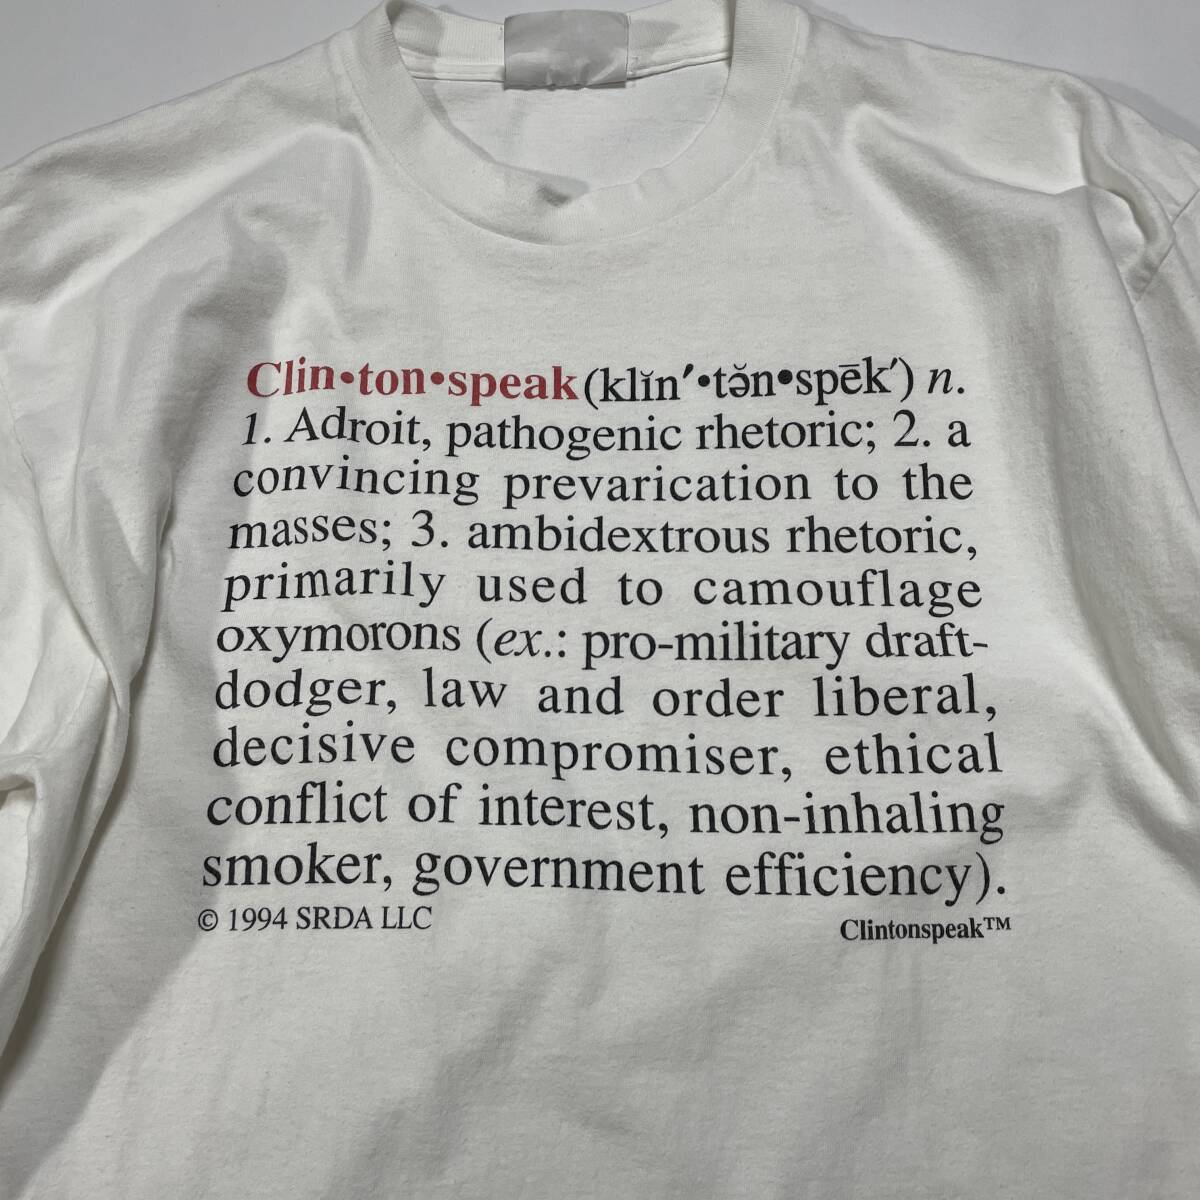 Clin•ton•speak (klĭn′•tə̆n•spēk′) n.
1. Adroit, pathogenic rhetoric; 2. a
convincing prevarication to the
masses; 3. ambidextrous rhetoric,
primarily used to camouflage
oxymorons (ex.: pro-military draft-
dodger, law and order liberal,
decisive compromiser, ethical
conflict of interest, non-inhaling
smoker, government efficiency).
© 1994 SRDA LLC
Clintonspeak™